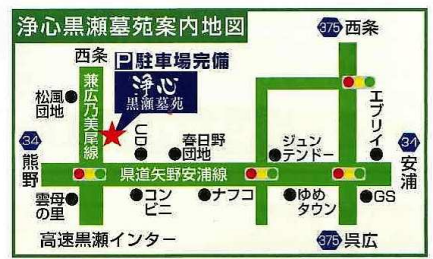 浄心黒瀬墓苑案内地図
375 西条
西条
P 駐車場完備
浄心
黒瀬墓苑
兼広乃美尾線
松風
団地
UD
春日野
団地
ジュン
テンドー
エブリイ
34
熊野
県道矢野安浦線
34
安浦
雲母
の里
コン
ビニ
ナフコ
ゆめ
タウン
GS
高速黒瀬インター
375 呉広